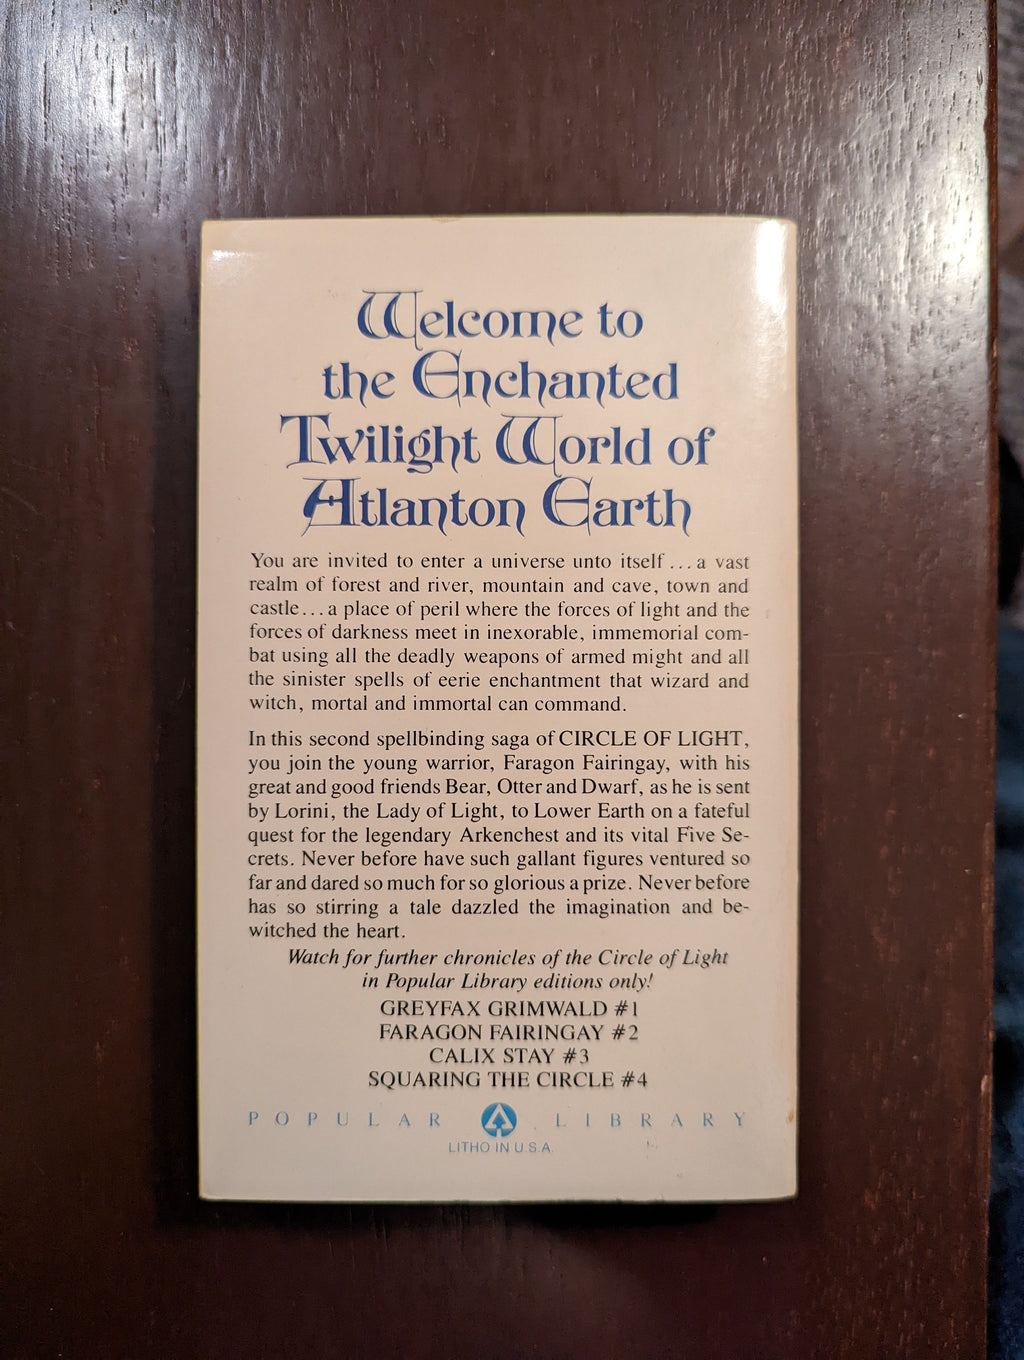 Welcome to
the Enchanted
Twilight World of
Atlanton Earth
You are invited to enter a universe unto itself...a vast
realm of forest and river, mountain and cave, town and
castle...a place of peril where the forces of light and the
forces of darkness meet in inexorable, immemorial com-
bat using all the deadly weapons of armed might and all
the sinister spells of eerie enchantment that wizard and
witch, mortal and immortal can command.
In this second spellbinding saga of CIRCLE OF LIGHT,
you join the young warrior, Faragon Fairingay, with his
great and good friends Bear, Otter and Dwarf, as he is sent
by Lorini, the Lady of Light, to Lower Earth on a fateful
quest for the legendary Arkenchest and its vital Five Se-
crets. Never before have such gallant figures ventured so
far and dared so much for so glorious a prize. Never before
has so stirring a tale dazzled the imagination and be-
witched the heart.
Watch for further chronicles of the Circle of Light
in Popular Library editions only!
GREYFAX GRIMWALD #1
FARAGON FAIRINGAY #2
CALIX STAY #3
SQUARING THE CIRCLE #4
POPULAR LIBRARY
LITHO IN U.S.A.